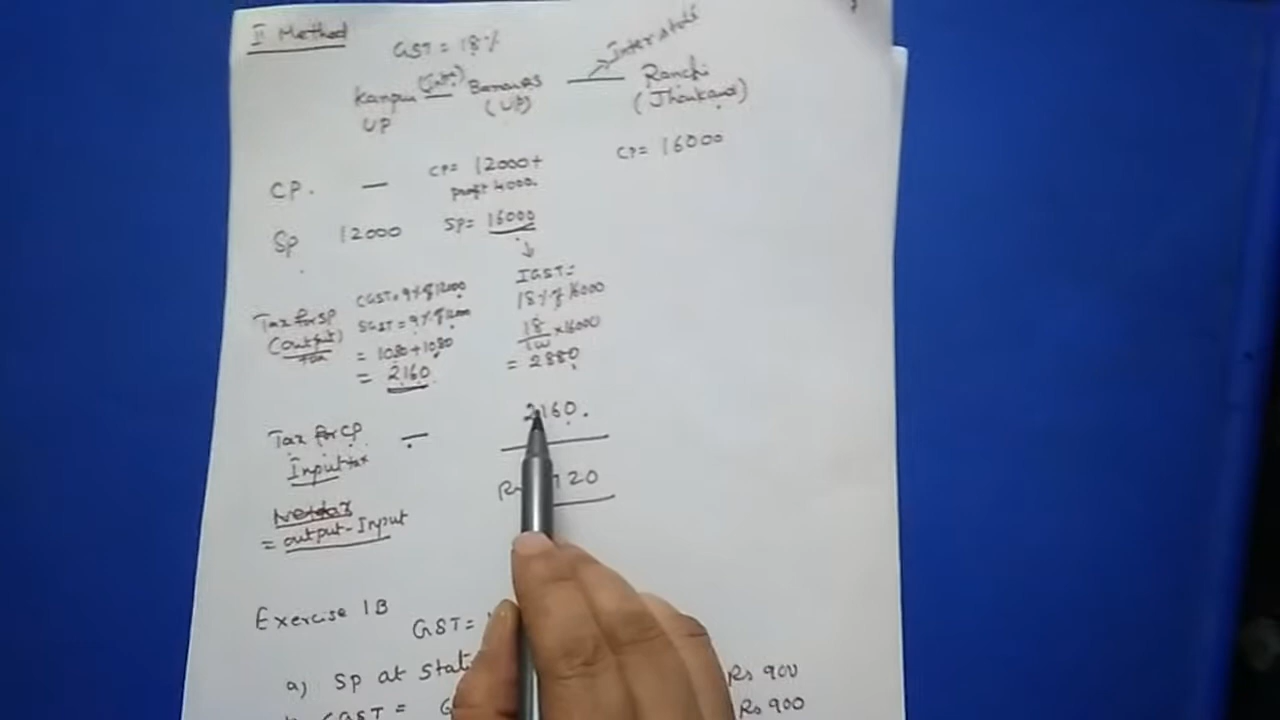 II Method
GST = 18%
Interstate
Kanpur Banaras Ranchi
UP (UP) (Jharkand)
CP. — CP= 12000+ CP= 16000
profit 4000.
SP 12000 SP= 16000
IGST=
CGST=9% of 12000 18% of 16000
Tax for SP SGST=9% of 12000
(output 18/100 x 16000
tax = 1080+1080 = 2880
= 2160
Tax for CP — 2160.
Input tax
Net tax 720
= output-Input
Exercise 1B
GST=
a) SP at Stati Rs 900
CGST = Rs 900